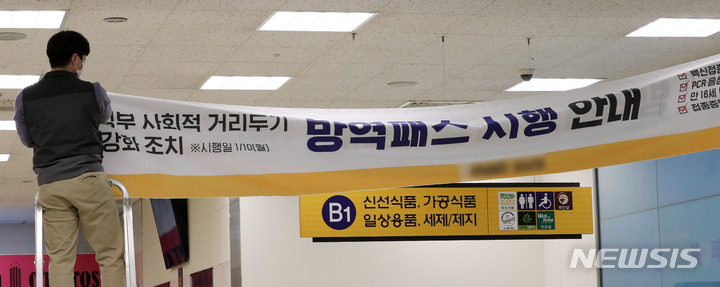 부 사회적 거리두기
강화 조치 ※시행일 1/10(월)
방역패스 시행 안내
백신접종
PCR 음성
만 18세
접종증
B1
신선식품. 가공식품
일상용품. 세제/제지
NEWSIS